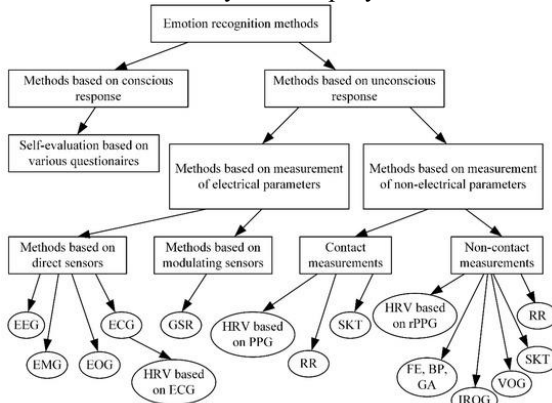 Emotion recognition methods
Methods based on conscious
response
Methods based on unconscious
response
Self-evaluation based on
various questionaires
Methods based on measurement
of electrical parameters
Methods based on measurement
of non-electrical parameters
Methods based on
direct sensors
Methods based on
modulating sensors
Contact
measurements
Non-contact
measurements
EEG
ECG
GSR
HRV based
on PPG
SKT
HRV based
on rPPG
RR
EMG
EOG
HRV based
on ECG
RR
FE, BP,
GA
IROG
VOG
SKT